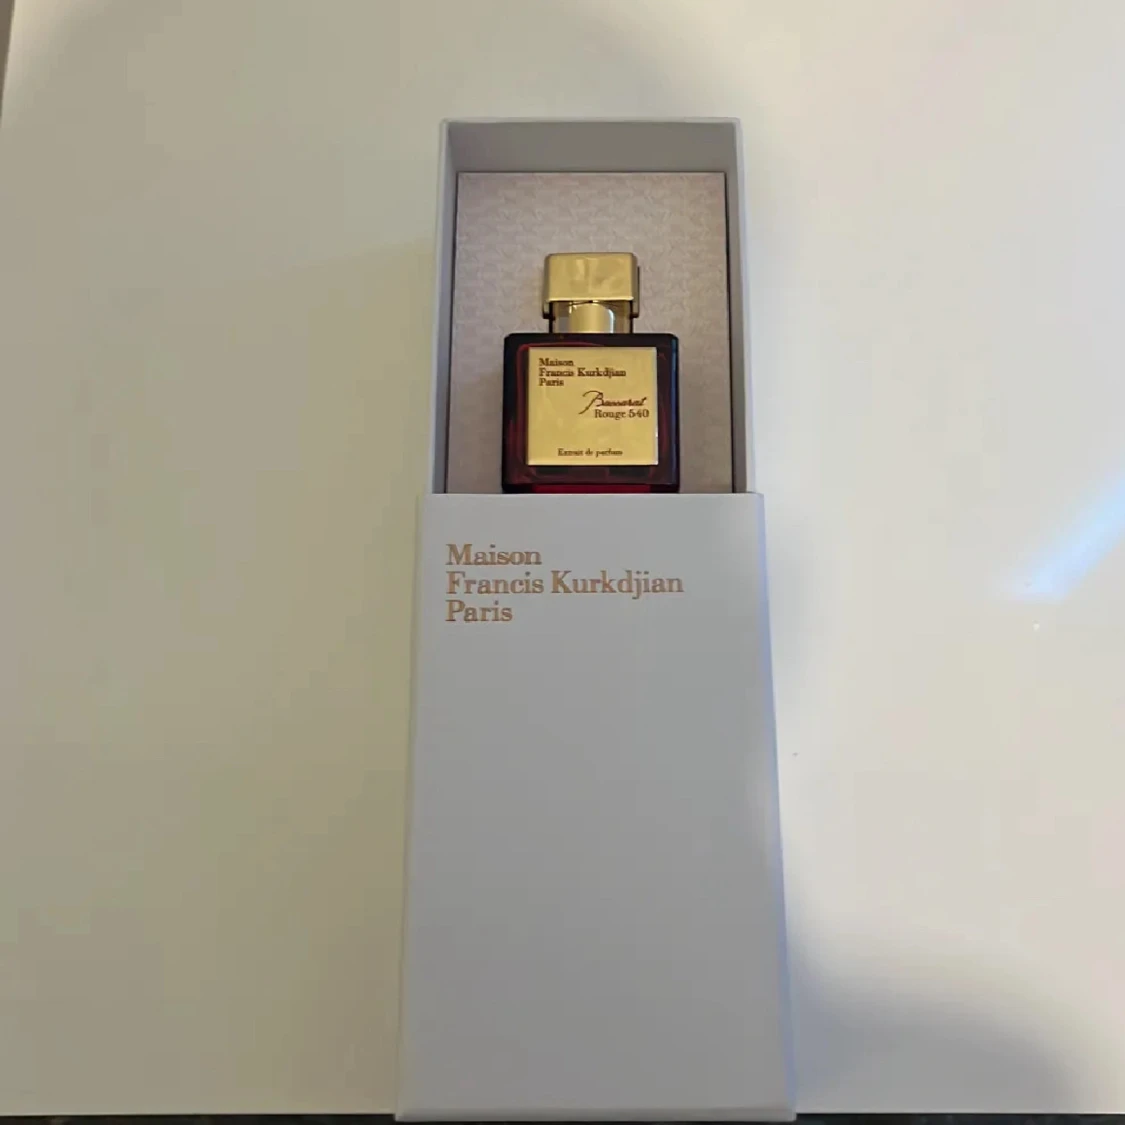 Maison
Francis Kurkdjian
Paris
Baccarat
Rouge 540
Extrait de parfum
Maison
Francis Kurkdjian
Paris